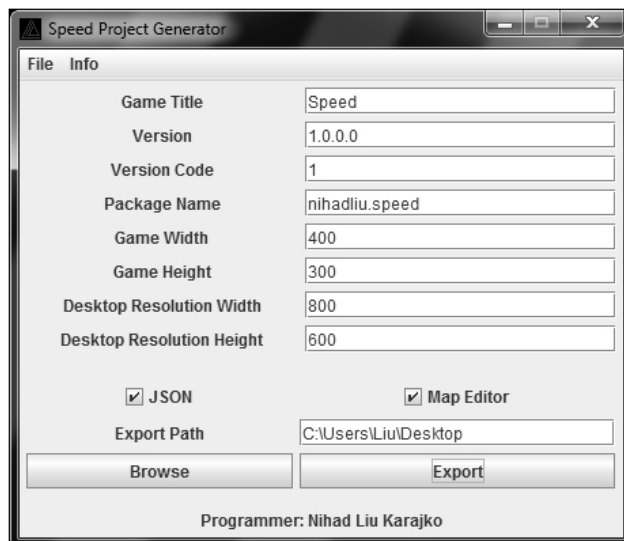 Speed Project Generator
File Info
Game Title Speed
Version 1.0.0.0
Version Code 1
Package Name nihadliu.speed
Game Width 400
Game Height 300
Desktop Resolution Width 800
Desktop Resolution Height 600
JSON Map Editor
Export Path C:\Users\Liu\Desktop
Browse Export
Programmer: Nihad Liu Karajko